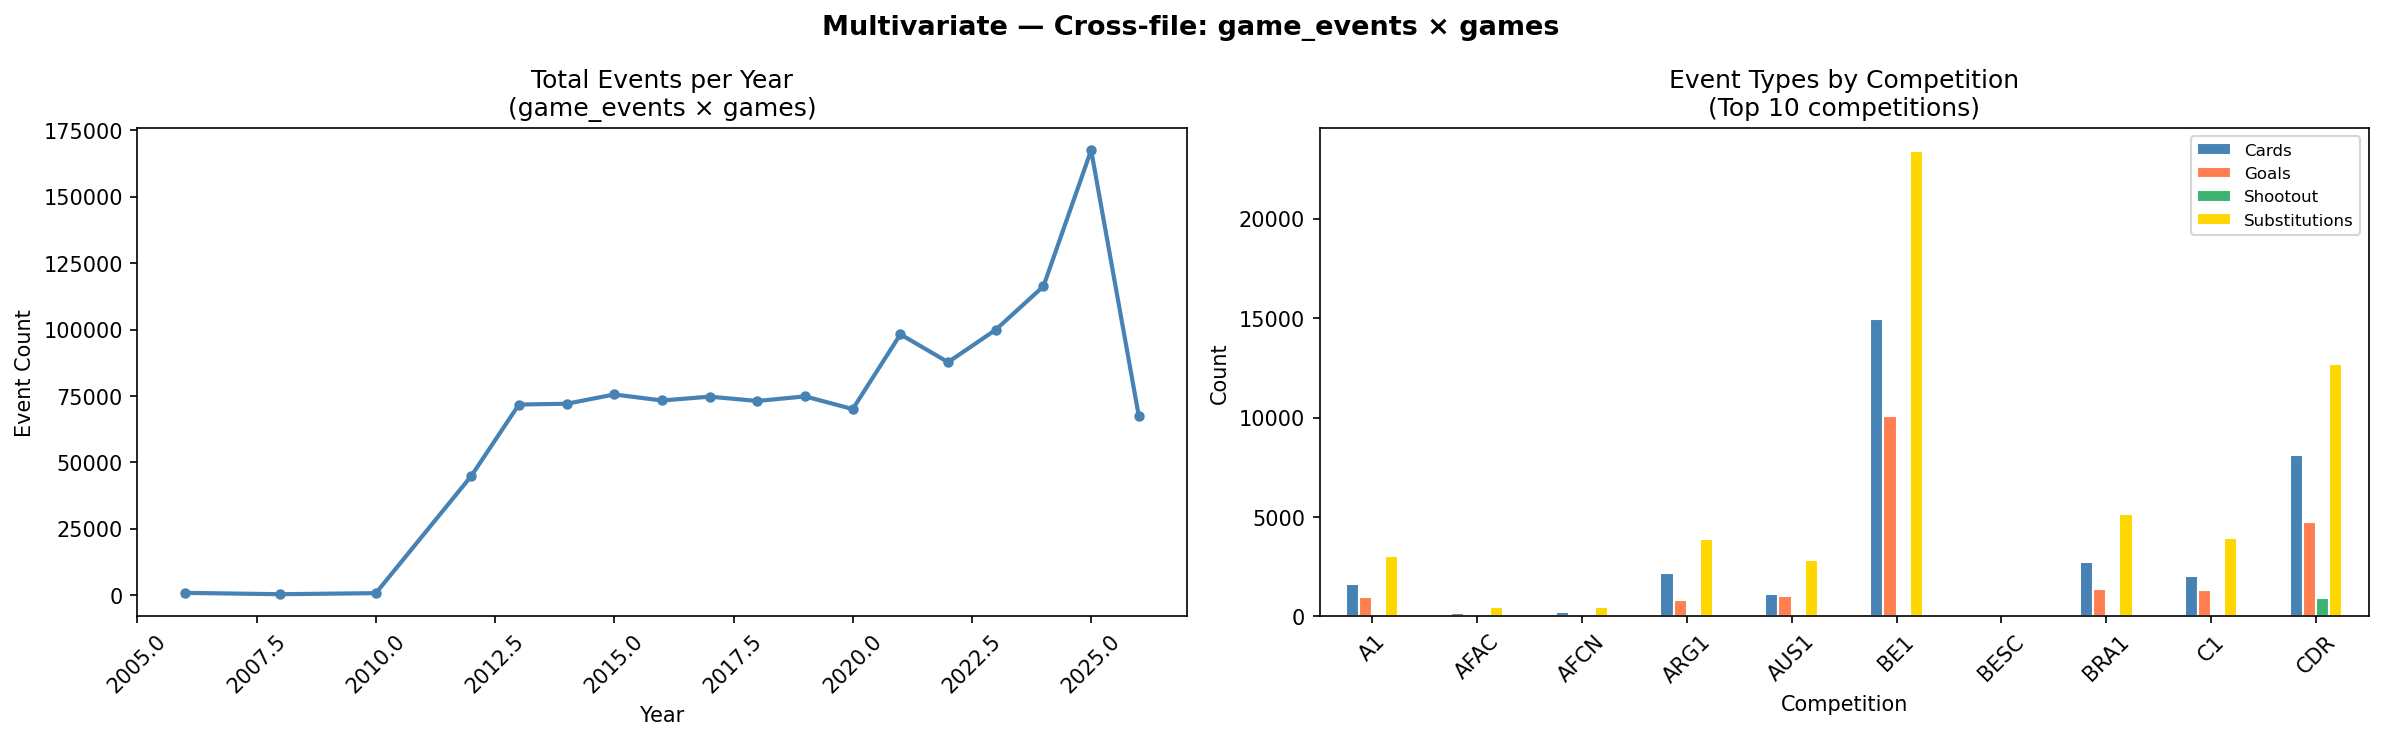 Multivariate — Cross-file: game_events × games
Total Events per Year
(game_events × games)
175000
150000
125000
100000
75000
50000
25000
0
Event Count
2005.0
2007.5
2010.0
2012.5
2015.0
2017.5
2020.0
2022.5
2025.0
Year
Event Types by Competition
(Top 10 competitions)
Cards
Goals
Shootout
Substitutions
20000
15000
10000
5000
0
Count
A1
AFAC
AFCN
ARG1
AUS1
BE1
BESC
BRA1
C1
CDR
Competition